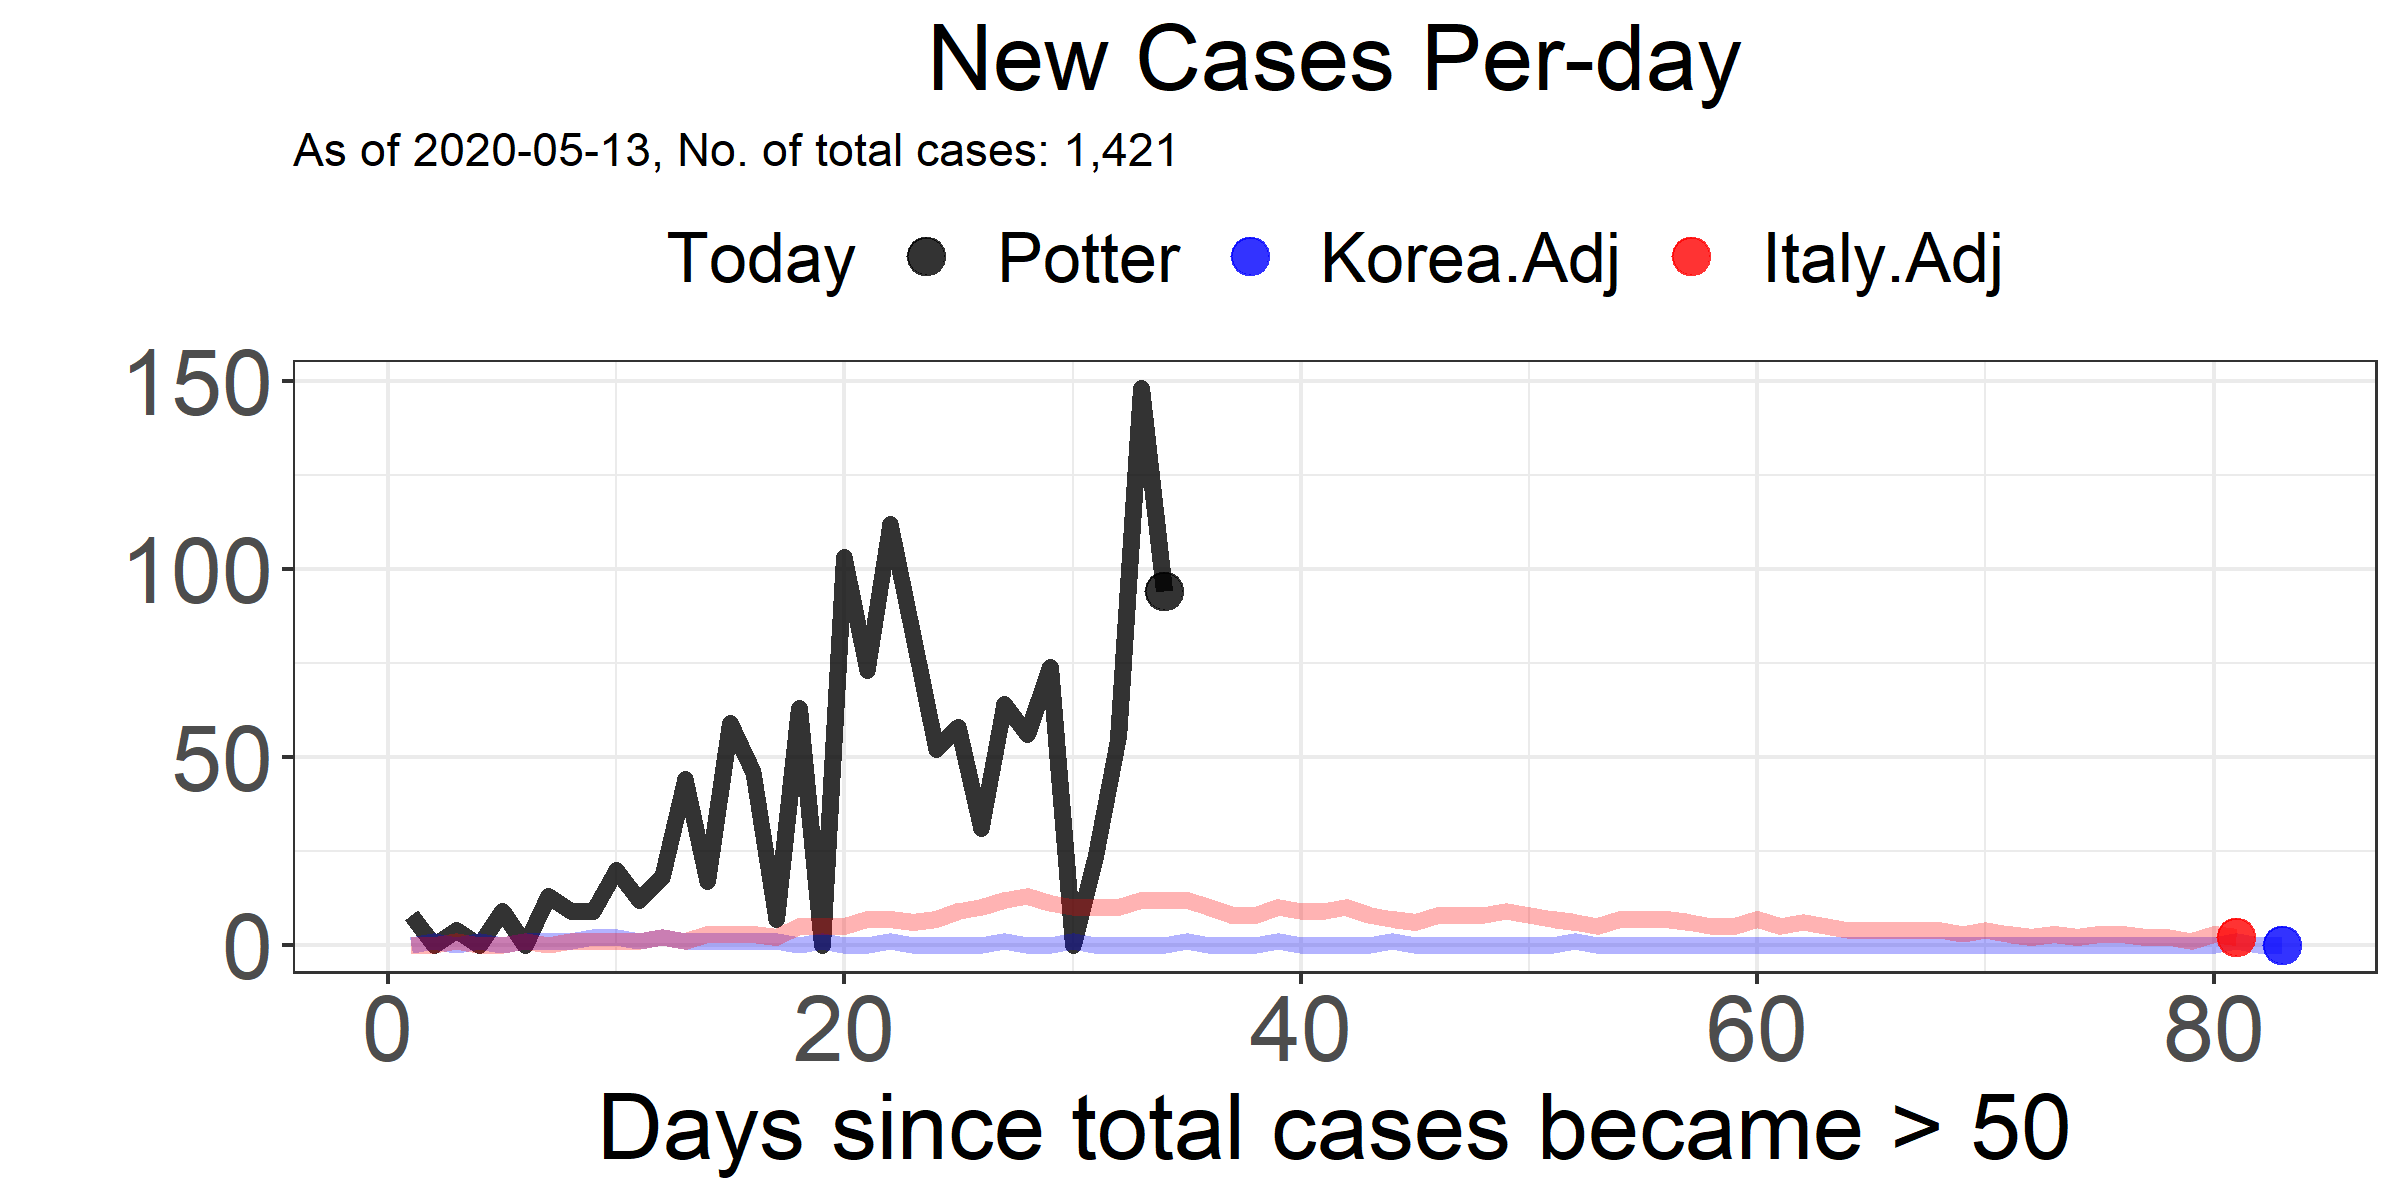 New Cases Per-day
As of 2020-05-13, No. of total cases: 1,421
Today Potter Korea.Adj Italy.Adj
150
100
50
0
0 20 40 60 80
Days since total cases became > 50